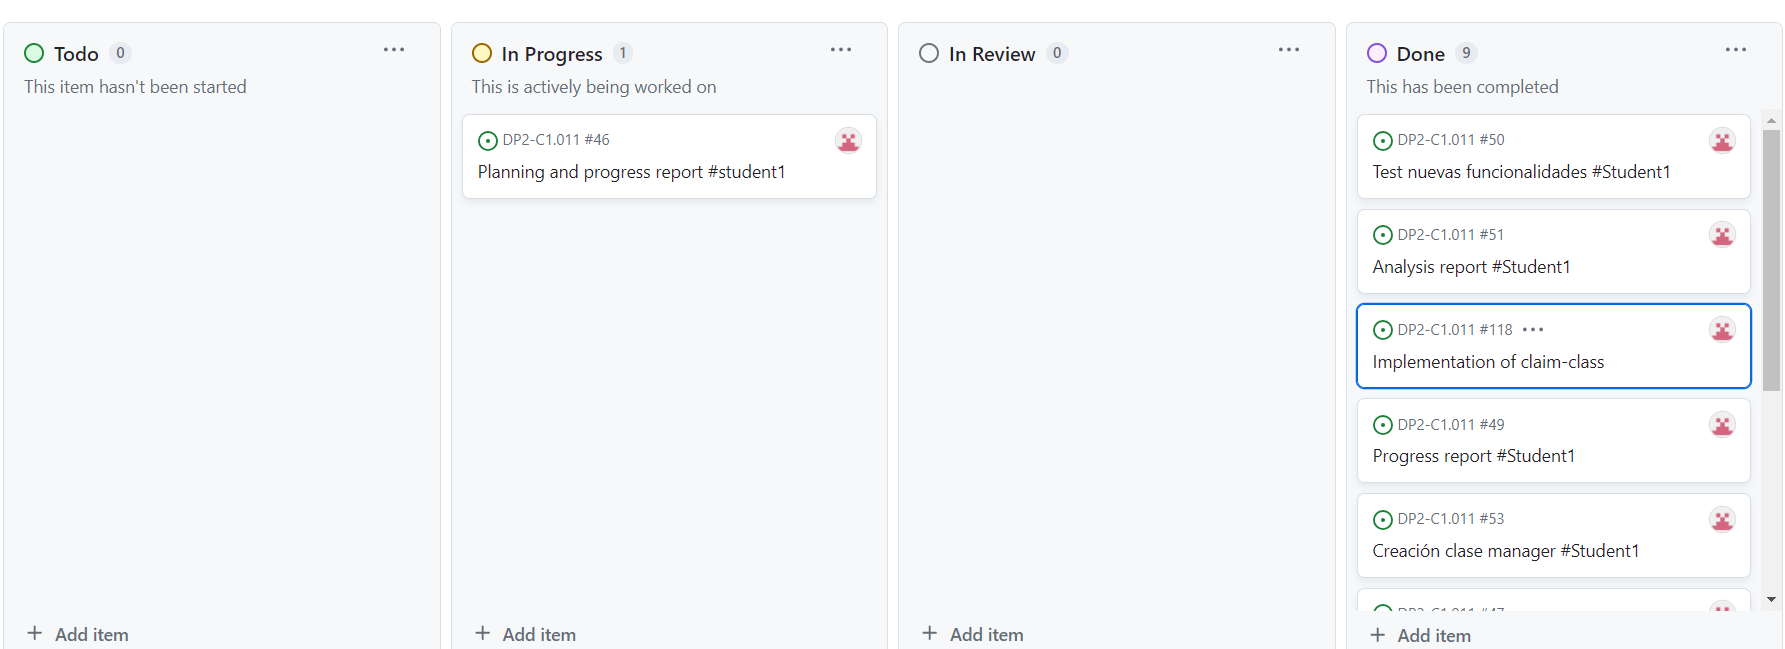 Todo 0
This item hasn't been started
In Progress 1
This is actively being worked on
DP2-C1.011 #46
Planning and progress report #student1
In Review 0
Done 9
This has been completed
DP2-C1.011 #50
Test nuevas funcionalidades #Student1
DP2-C1.011 #51
Analysis report #Student1
DP2-C1.011 #118
Implementation of claim-class
DP2-C1.011 #49
Progress report #Student1
DP2-C1.011 #53
Creación clase manager #Student1
DP2-C1.011 #47
Add item
Add item
Add item
Add item